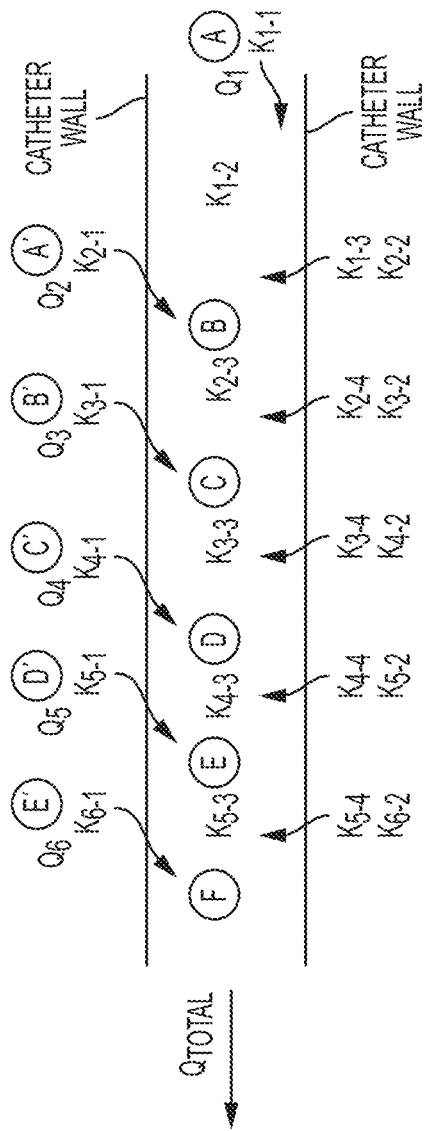 E' D' C' B' A' CATHETER
Q6 Q5 Q4 Q3 Q2 WALL
K6-1 K5-1 K4-1 K3-1 K2-1
QTOTAL
F K5-3 E K4-3 D K3-3 C K2-3 B K1-2 A
Q1
K1-1
K5-4 K4-4 K3-4 K2-4 K1-3 CATHETER
K6-2 K5-2 K4-2 K3-2 K2-2 WALL